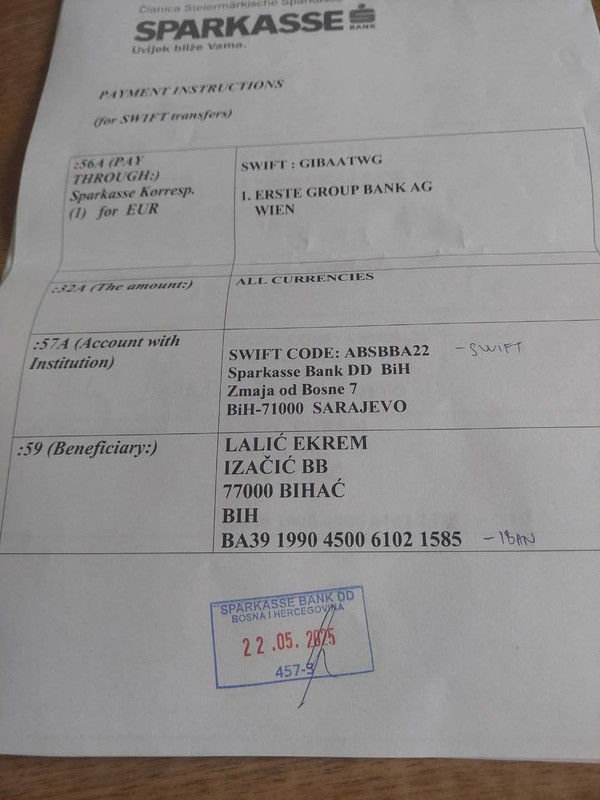 Članica Steiermärkische Sparkasse
SPARKASSE
BANK
Uvijek bliže Vama.
PAYMENT INSTRUCTIONS
(for SWIFT transfers)
:56A (PAY
THROUGH:)
Sparkasse Korresp.
(1) for EUR
SWIFT : GIBAATWG
1. ERSTE GROUP BANK AG
WIEN
:32A (The amount:)
ALL CURRENCIES
:57A (Account with
Institution)
SWIFT CODE: ABSBBA22 - SWIFT
Sparkasse Bank DD BiH
Zmaja od Bosne 7
BiH-71000 SARAJEVO
:59 (Beneficiary:)
LALIĆ EKREM
IZAČIĆ BB
77000 BIHAĆ
BIH
BA39 1990 4500 6102 1585 - IBAN
SPARKASSE BANK DD
BOSNA I HERCEGOVINA
22.05.2025
457-9